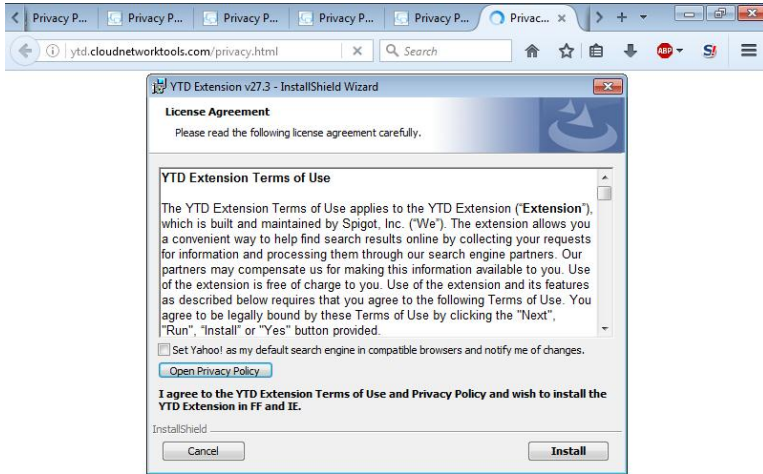 Privacy P...
Privacy P...
Privacy P...
Privacy P...
Privacy P...
Privac...
ytd.cloudnetworktools.com/privacy.html
Search
ABP
S!
YTD Extension v27.3 - InstallShield Wizard
License Agreement
Please read the following license agreement carefully.
YTD Extension Terms of Use
The YTD Extension Terms of Use applies to the YTD Extension (“Extension”),
which is built and maintained by Spigot, Inc. (“We”). The extension allows you
a convenient way to help find search results online by collecting your requests
for information and processing them through our search engine partners. Our
partners may compensate us for making this information available to you. Use
of the extension is free of charge to you. Use of the extension and its features
as described below requires that you agree to the following Terms of Use. You
agree to be legally bound by these Terms of Use by clicking the "Next",
"Run", “Install” or "Yes" button provided.
Set Yahoo! as my default search engine in compatible browsers and notify me of changes.
Open Privacy Policy
I agree to the YTD Extension Terms of Use and Privacy Policy and wish to install the
YTD Extension in FF and IE.
InstallShield
Cancel
Install